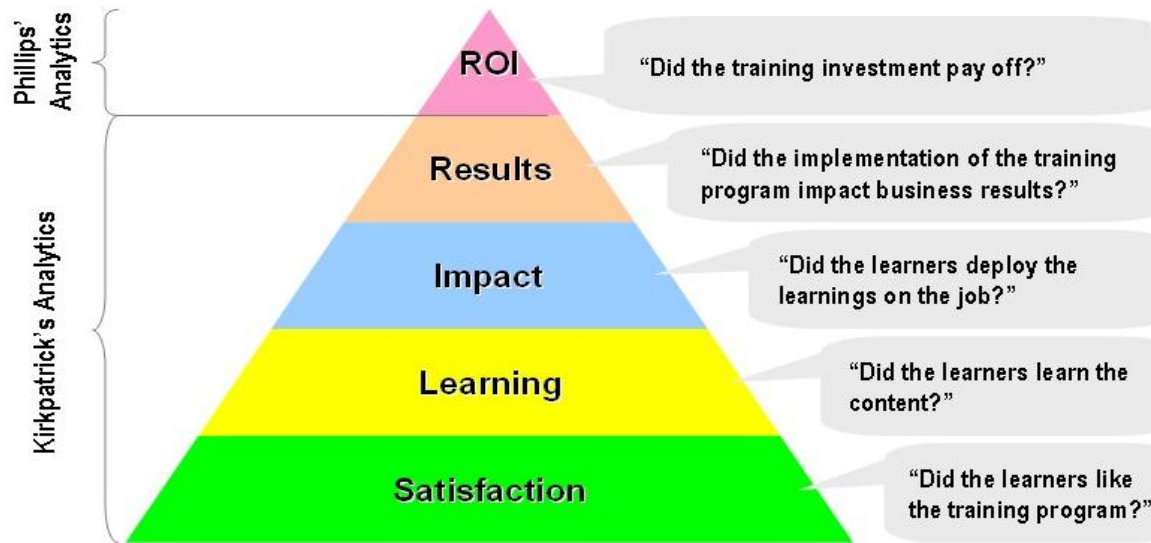 Phillips'
Analytics
ROI
“Did the training investment pay off?”
Results
“Did the implementation of the training
program impact business results?”
Kirkpatrick's Analytics
Impact
“Did the learners deploy the
learnings on the job?”
Learning
“Did the learners learn the
content?”
Satisfaction
“Did the learners like
the training program?”